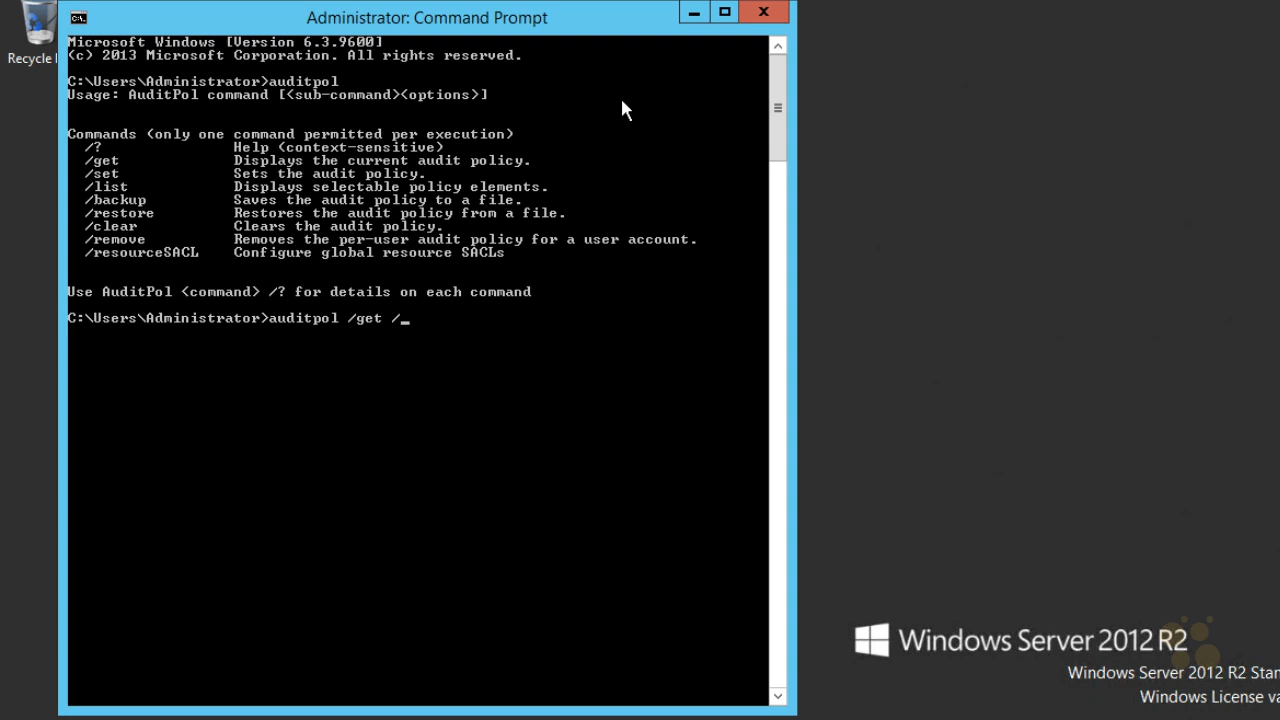 Administrator: Command Prompt
Recycle
Microsoft Windows [Version 6.3.9600]
(c) 2013 Microsoft Corporation. All rights reserved.
C:\Users\Administrator>auditpol
Usage: AuditPol command [<sub-command><options>]
Commands (only one command permitted per execution)
/? Help (context-sensitive)
/get Displays the current audit policy.
/set Sets the audit policy.
/list Displays selectable policy elements.
/backup Saves the audit policy to a file.
/restore Restores the audit policy from a file.
/clear Clears the audit policy.
/remove Removes the per-user audit policy for a user account.
/resourceSACL Configure global resource SACLs
Use AuditPol <command> /? for details on each command
C:\Users\Administrator>auditpol /get /_
Windows Server 2012 R2
Windows Server 2012 R2 Stan
Windows License va